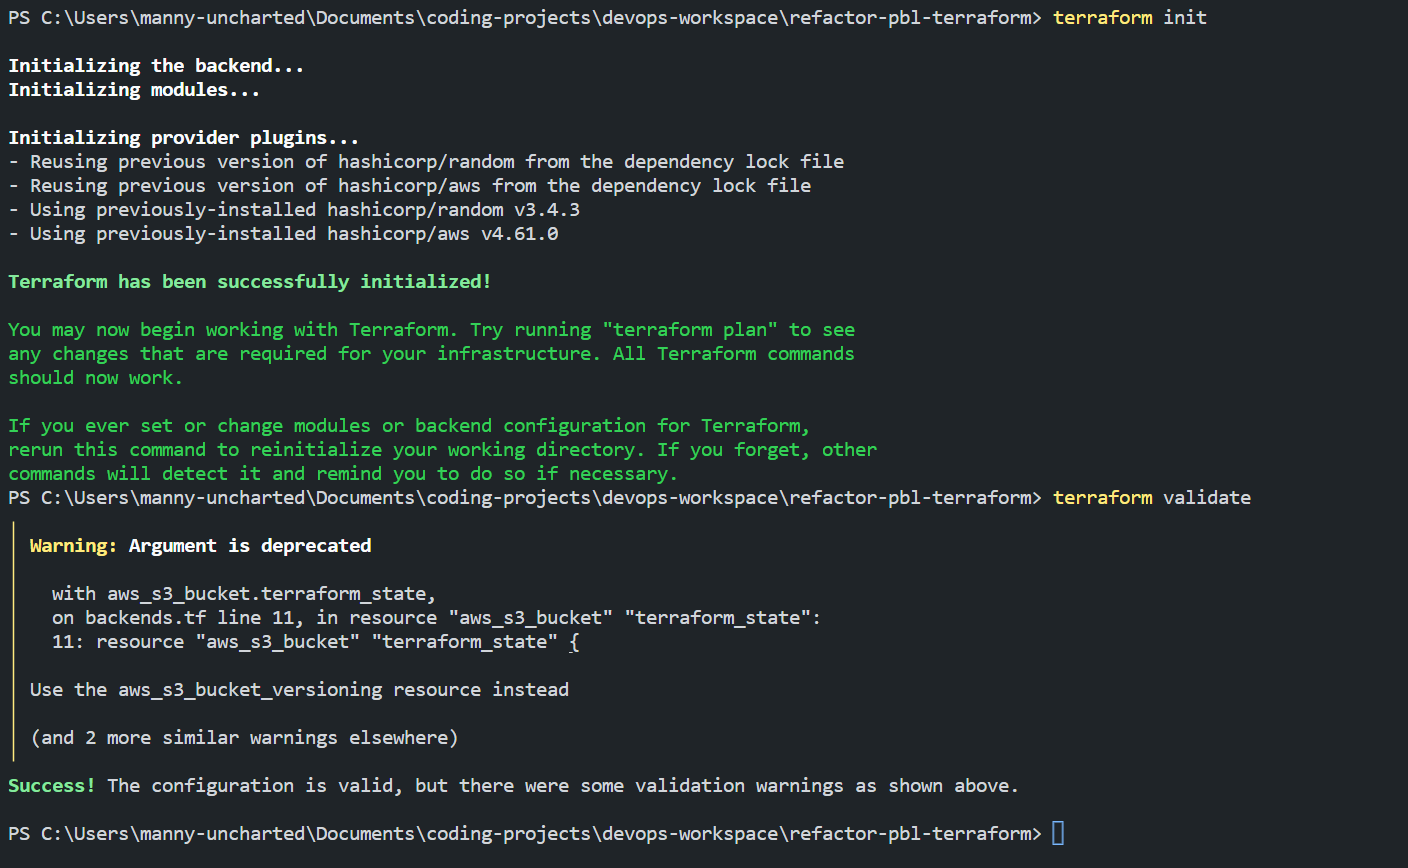 PS C:\Users\manny-uncharted\Documents\coding-projects\devops-workspace\refactor-pbl-terraform> terraform init
Initializing the backend...
Initializing modules...
Initializing provider plugins...
- Reusing previous version of hashicorp/random from the dependency lock file
- Reusing previous version of hashicorp/aws from the dependency lock file
- Using previously-installed hashicorp/random v3.4.3
- Using previously-installed hashicorp/aws v4.61.0
Terraform has been successfully initialized!
You may now begin working with Terraform. Try running "terraform plan" to see
any changes that are required for your infrastructure. All Terraform commands
should now work.
If you ever set or change modules or backend configuration for Terraform,
rerun this command to reinitialize your working directory. If you forget, other
commands will detect it and remind you to do so if necessary.
PS C:\Users\manny-uncharted\Documents\coding-projects\devops-workspace\refactor-pbl-terraform> terraform validate
Warning: Argument is deprecated
with aws_s3_bucket.terraform_state,
on backends.tf line 11, in resource "aws_s3_bucket" "terraform_state":
11: resource "aws_s3_bucket" "terraform_state" {
Use the aws_s3_bucket_versioning resource instead
(and 2 more similar warnings elsewhere)
Success! The configuration is valid, but there were some validation warnings as shown above.
PS C:\Users\manny-uncharted\Documents\coding-projects\devops-workspace\refactor-pbl-terraform>